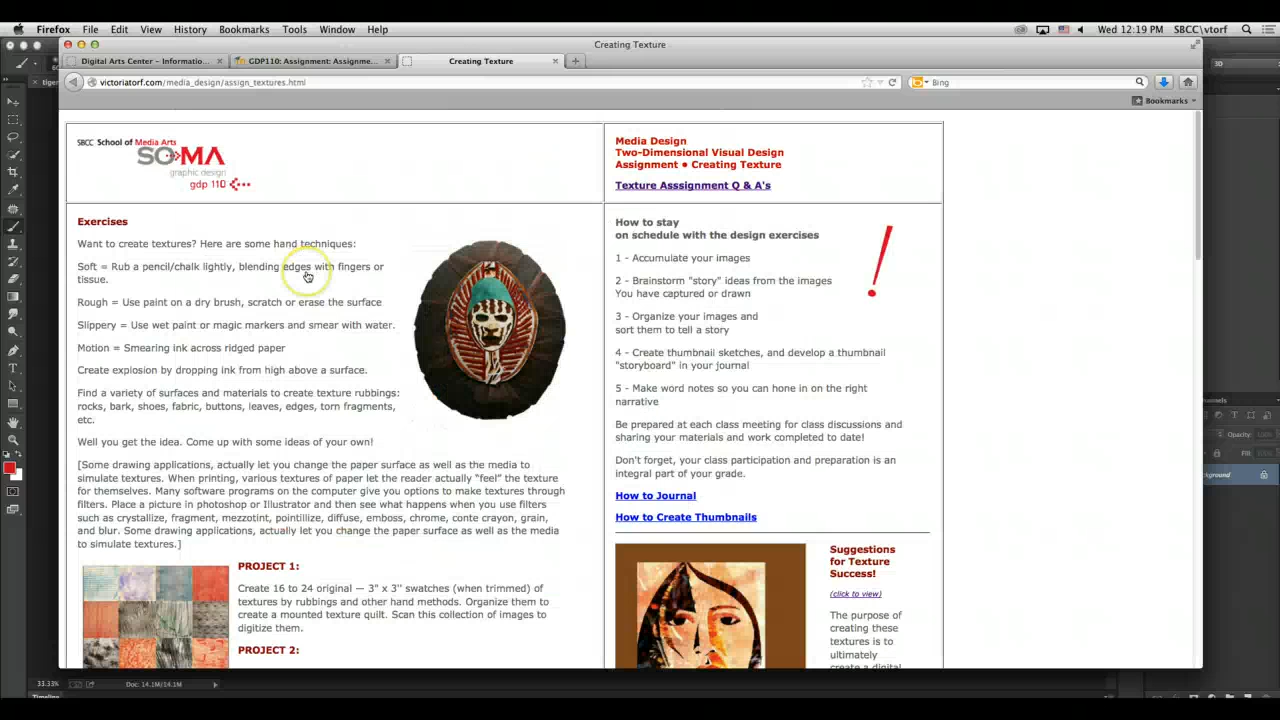 Firefox File Edit View History Bookmarks Tools Window Help
Wed 12:19 PM SBCC\vtorf
Creating Texture
Digital Arts Center – Informatio...
GDP110: Assignment: Assignme...
Creating Texture
victoriatorf.com/media_design/assign_textures.html
Bing
Bookmarks
SBCC School of Media Arts
SO>MA
graphic design
gdp 110
Media Design
Two-Dimensional Visual Design
Assignment • Creating Texture
Texture Asssignment Q & A's
Exercises
Want to create textures? Here are some hand techniques:
Soft = Rub a pencil/chalk lightly, blending edges with fingers or
tissue.
Rough = Use paint on a dry brush, scratch or erase the surface
Slippery = Use wet paint or magic markers and smear with water.
Motion = Smearing ink across ridged paper
Create explosion by dropping ink from high above a surface.
Find a variety of surfaces and materials to create texture rubbings:
rocks, bark, shoes, fabric, buttons, leaves, edges, torn fragments,
etc.
Well you get the idea. Come up with some ideas of your own!
[Some drawing applications, actually let you change the paper surface as well as the media to
simulate textures. When printing, various textures of paper let the reader actually “feel” the texture
for themselves. Many software programs on the computer give you options to make textures through
filters. Place a picture in photoshop or Illustrator and then see what happens when you use filters
such as crystallize, fragment, mezzotint, pointillize, diffuse, emboss, chrome, conte crayon, grain,
and blur. Some drawing applications, actually let you change the paper surface as well as the media
to simulate textures.]
PROJECT 1:
Create 16 to 24 original — 3" x 3'' swatches (when trimmed) of
textures by rubbings and other hand methods. Organize them to
create a mounted texture quilt. Scan this collection of images to
digitize them.
PROJECT 2:
How to stay
on schedule with the design exercises
!
1 - Accumulate your images
2 - Brainstorm "story" ideas from the images
You have captured or drawn
3 - Organize your images and
sort them to tell a story
4 - Create thumbnail sketches, and develop a thumbnail
"storyboard" in your journal
5 - Make word notes so you can hone in on the right
narrative
Be prepared at each class meeting for class discussions and
sharing your materials and work completed to date!
Don't forget, your class participation and preparation is an
integral part of your grade.
How to Journal
How to Create Thumbnails
Suggestions
for Texture
Success!
(click to view)
The purpose of
creating these
textures is to
ultimately
create a digital
33.33%
Doc: 14.1M/14.1M
Timeline
3D
Opacity:
Fill: